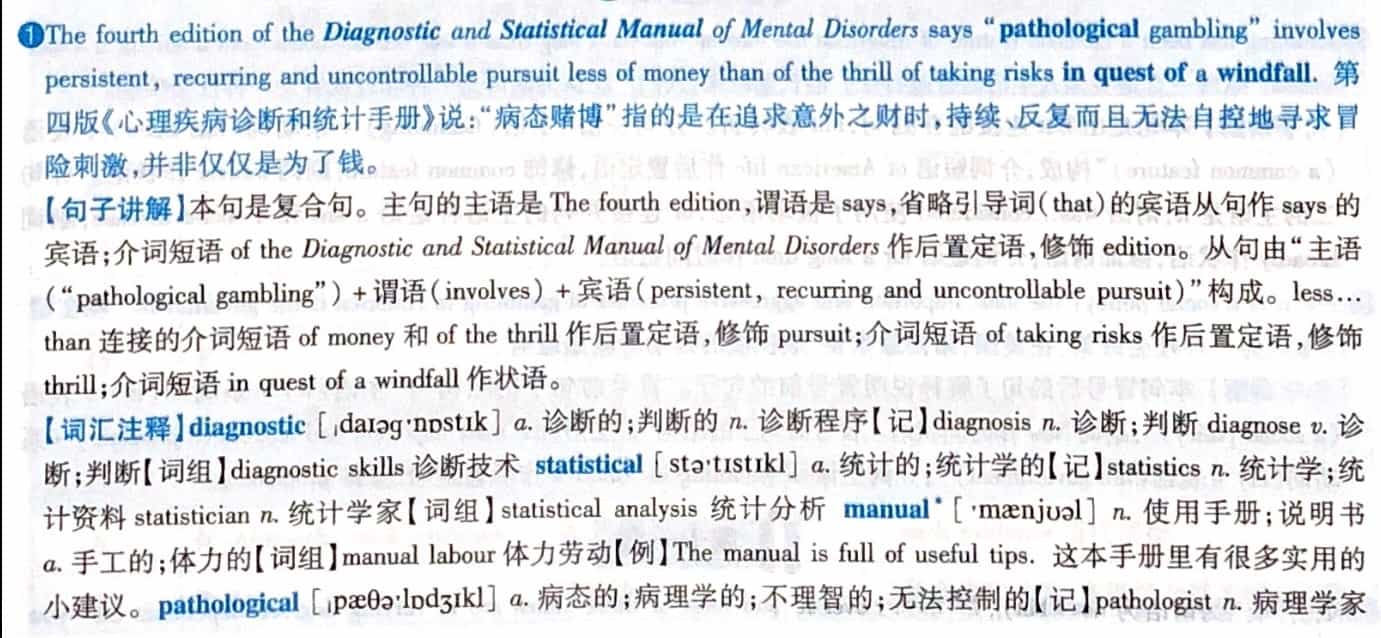 ❶The fourth edition of the Diagnostic and Statistical Manual of Mental Disorders says “pathological gambling” involves
persistent, recurring and uncontrollable pursuit less of money than of the thrill of taking risks in quest of a windfall. 第
四版《心理疾病诊断和统计手册》说：“病态赌博”指的是在追求意外之财时,持续、反复而且无法自控地寻求冒
险刺激,并非仅仅是为了钱。
【句子讲解】本句是复合句。主句的主语是 The fourth edition,谓语是 says,省略引导词(that)的宾语从句作 says 的
宾语;介词短语 of the Diagnostic and Statistical Manual of Mental Disorders 作后置定语,修饰 edition。从句由“主语
(“pathological gambling”)+谓语(involves)+宾语(persistent, recurring and uncontrollable pursuit)”构成。less…
than 连接的介词短语 of money 和 of the thrill 作后置定语,修饰 pursuit;介词短语 of taking risks 作后置定语,修饰
thrill;介词短语 in quest of a windfall 作状语。
【词汇注释】diagnostic [ˌdaɪəgˈnɒstɪk] a. 诊断的;判断的 n. 诊断程序【记】diagnosis n. 诊断;判断 diagnose v. 诊
断;判断【词组】diagnostic skills 诊断技术 statistical [stəˈtɪstɪkl] a. 统计的;统计学的【记】statistics n. 统计学;统
计资料 statistician n. 统计学家【词组】statistical analysis 统计分析 manual* [ˈmænjʊəl] n. 使用手册;说明书
a. 手工的;体力的【词组】manual labour 体力劳动【例】The manual is full of useful tips. 这本手册里有很多实用的
小建议。pathological [ˌpæθəˈlɒdʒɪkl] a. 病态的;病理学的;不理智的;无法控制的【记】pathologist n. 病理学家